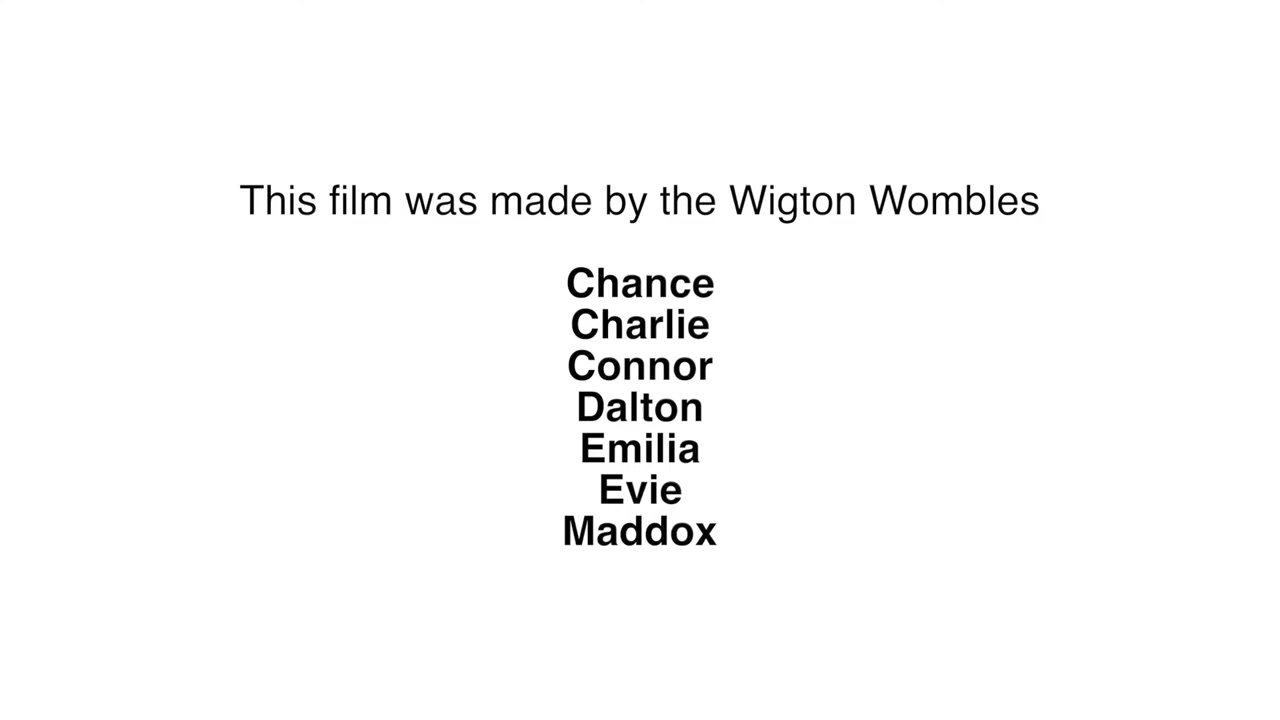 This film was made by the Wigton Wombles
Chance
Charlie
Connor
Dalton
Emilia
Evie
Maddox